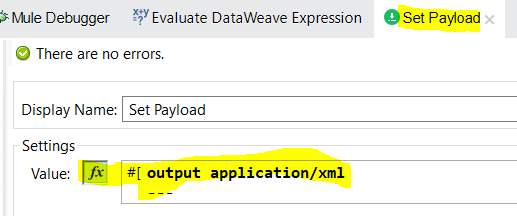 Mule Debugger Evaluate DataWeave Expression Set Payload
There are no errors.
Display Name: Set Payload
Settings
Value: fx #[ output application/xml
---